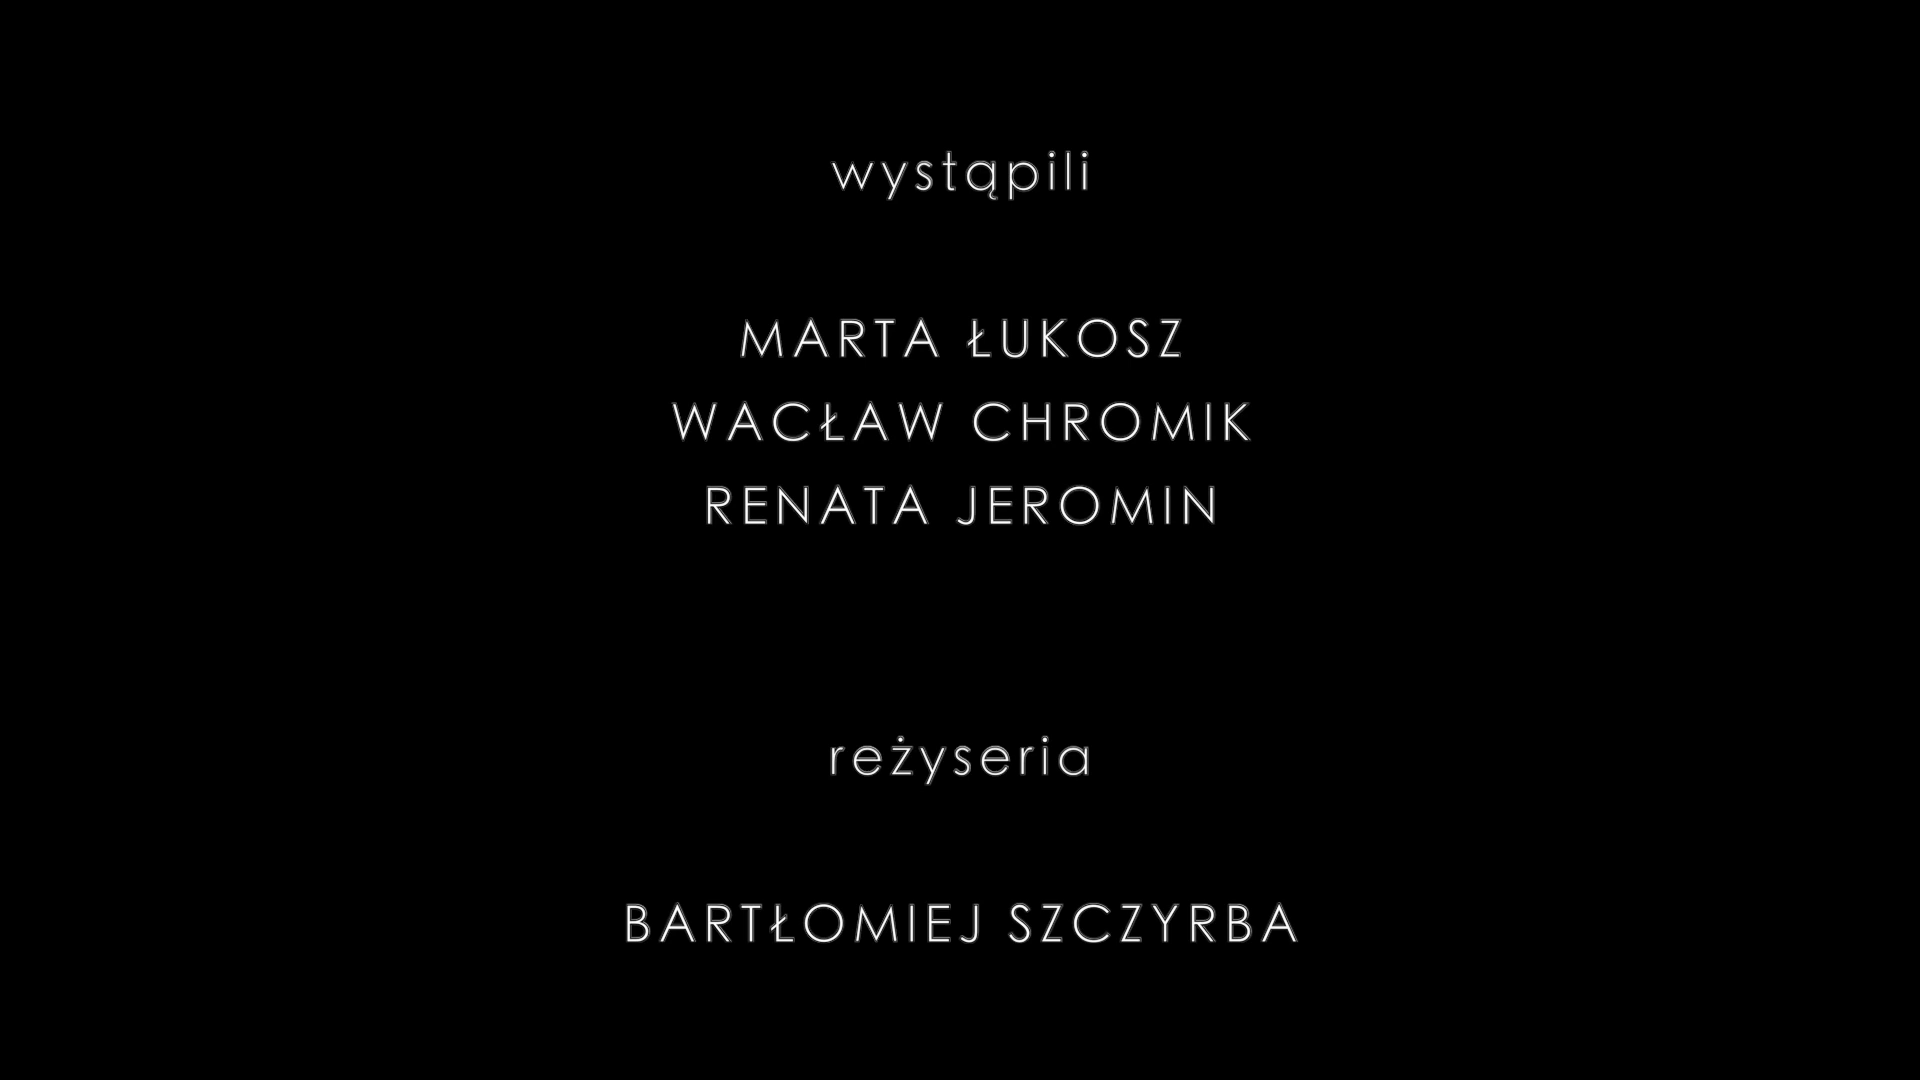 wystąpili
MARTA ŁUKOSZ
WACŁAW CHROMIK
RENATA JEROMIN
reżyseria
BARTŁOMIEJ SZCZYRBA